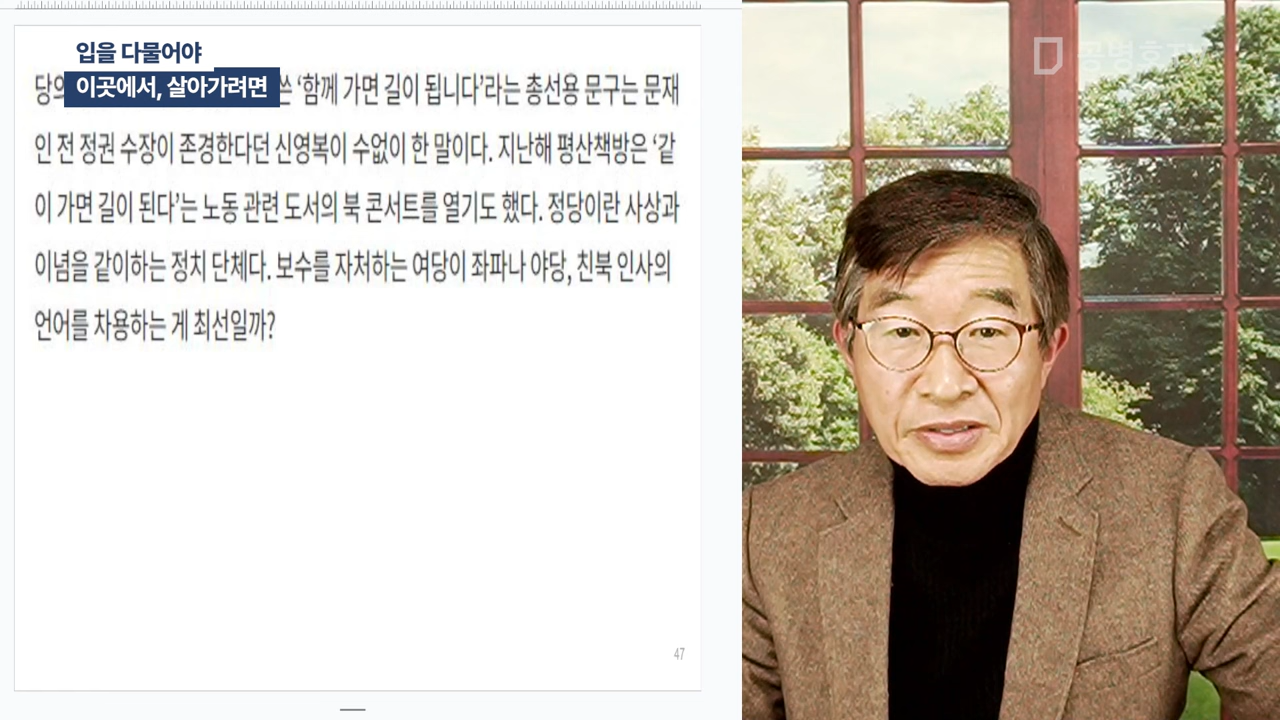 입을 다물어야
이곳에서, 살아가려면
당의 쓴 ‘함께 가면 길이 됩니다’라는 총선용 문구는 문재
인 전 정권 수장이 존경한다던 신영복이 수없이 한 말이다. 지난해 평산책방은 ‘같
이 가면 길이 된다’는 노동 관련 도서의 북 콘서트를 열기도 했다. 정당이란 사상과
이념을 같이하는 정치 단체다. 보수를 자처하는 여당이 좌파나 야당, 친북 인사의
언어를 차용하는 게 최선일까?
47
공병호TV